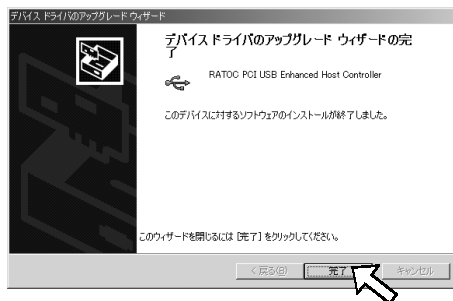 デバイス ドライバのアップグレード ウィザード
デバイス ドライバのアップグレード ウィザードの完
了
RATOC PCI USB Enhanced Host Controller
このデバイスに対するソフトウェアのインストールが終了しました。
このウィザードを閉じるには [完了] をクリックしてください。
< 戻る(B)
完了
キャンセル